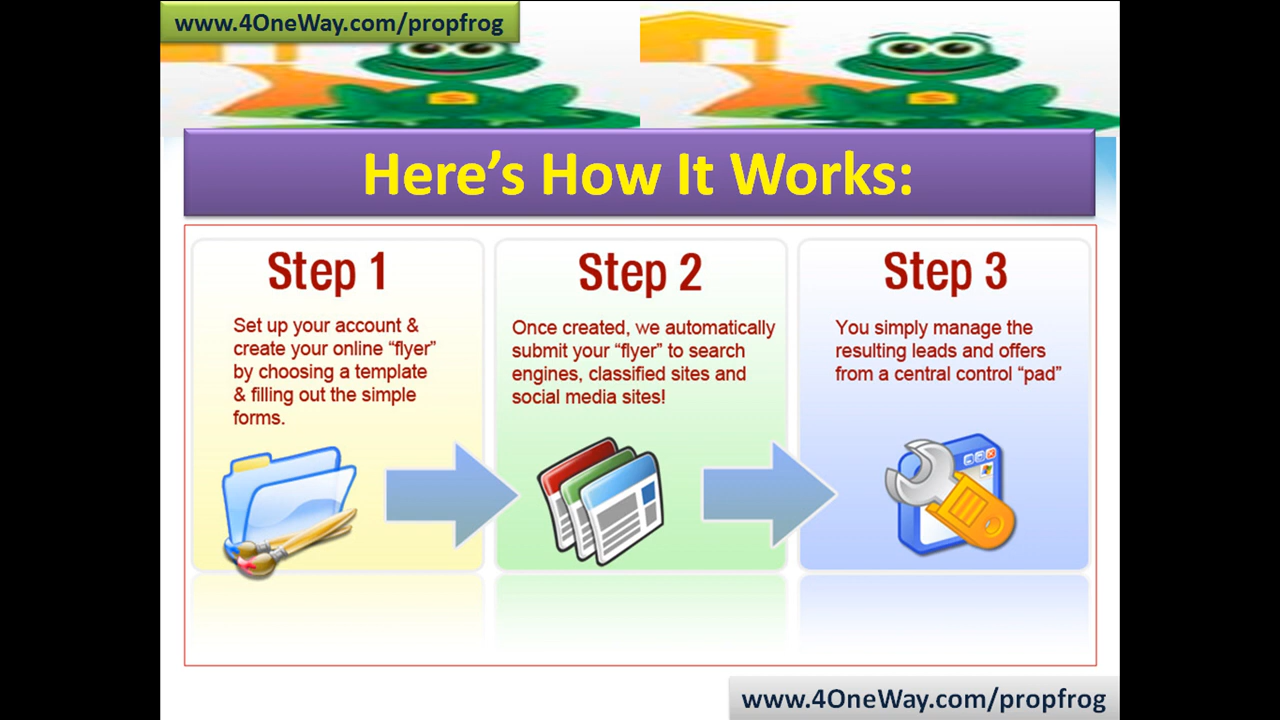 www.4OneWay.com/propfrog
Here’s How It Works:
Step 1
Set up your account &
create your online “flyer”
by choosing a template
& filling out the simple
forms.
Step 2
Once created, we automatically
submit your “flyer” to search
engines, classified sites and
social media sites!
Step 3
You simply manage the
resulting leads and offers
from a central control “pad”
www.4OneWay.com/propfrog